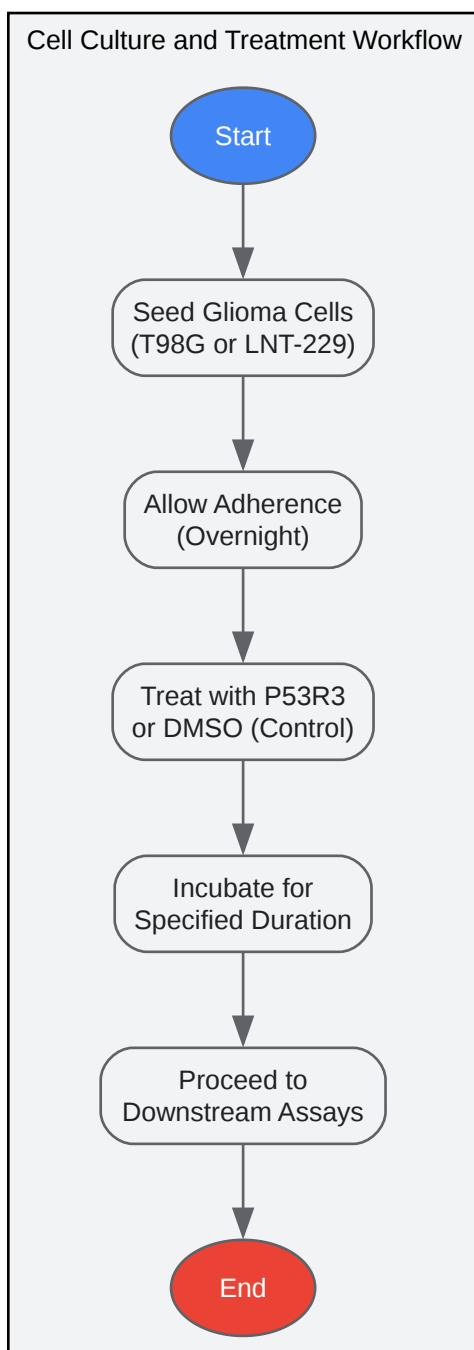 Cell Culture and Treatment Workflow
Start
Seed Glioma Cells
(T98G or LNT-229)
Allow Adherence
(Overnight)
Treat with P53R3
or DMSO (Control)
Incubate for
Specified Duration
Proceed to
Downstream Assays
End